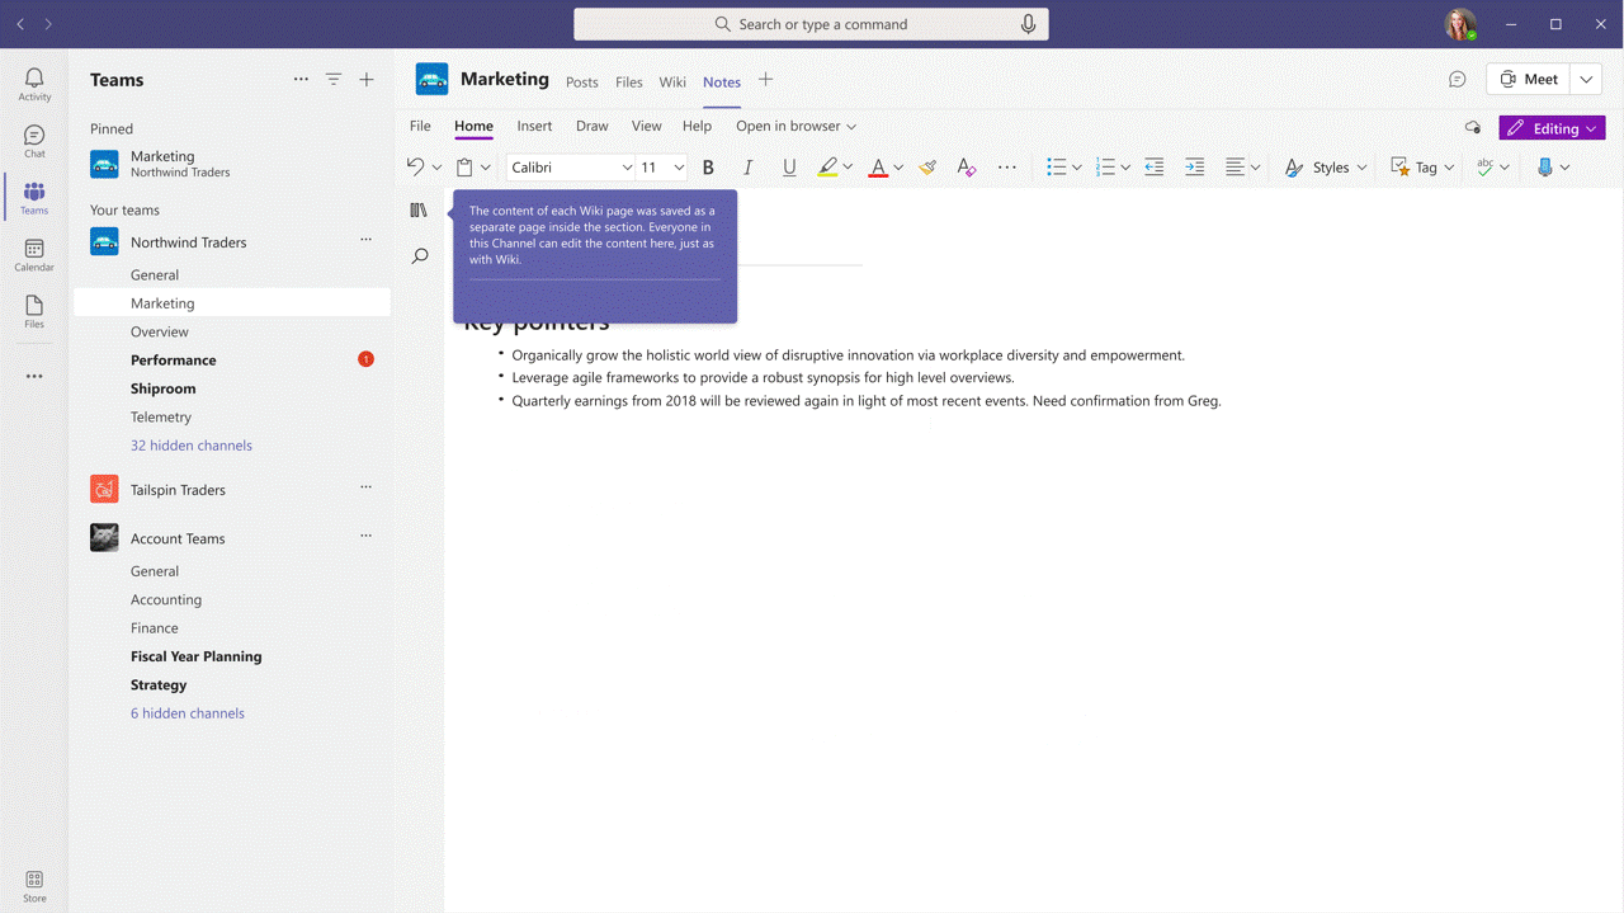 Search or type a command
Activity
Chat
Teams
Calendar
Files
Store
Teams
Pinned
Marketing
Northwind Traders
Your teams
Northwind Traders
General
Marketing
Overview
Performance
1
Shiproom
Telemetry
32 hidden channels
Tailspin Traders
Account Teams
General
Accounting
Finance
Fiscal Year Planning
Strategy
6 hidden channels
Marketing Posts Files Wiki Notes
Meet
File Home Insert Draw View Help Open in browser
Editing
Calibri 11 B I U A A Styles Tag abc
The content of each Wiki page was saved as a
separate page inside the section. Everyone in
this Channel can edit the content here, just as
with Wiki.
Key pointers
• Organically grow the holistic world view of disruptive innovation via workplace diversity and empowerment.
• Leverage agile frameworks to provide a robust synopsis for high level overviews.
• Quarterly earnings from 2018 will be reviewed again in light of most recent events. Need confirmation from Greg.